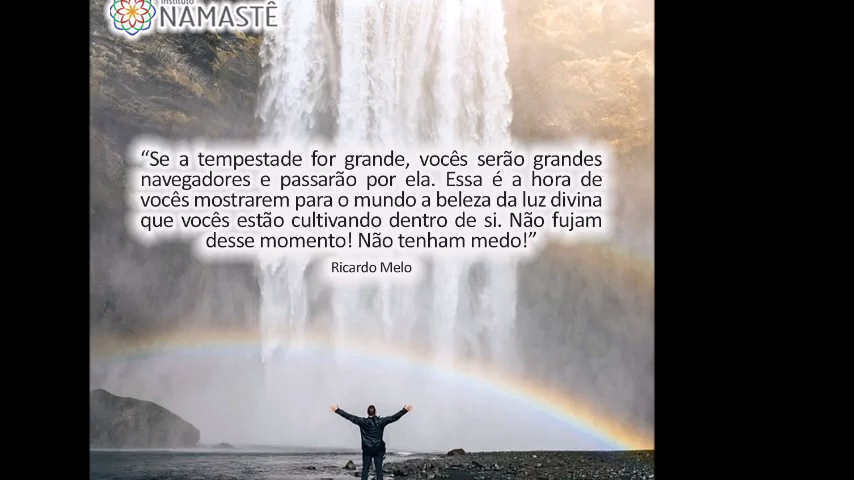 Instituto
NAMASTÊ
“Se a tempestade for grande, vocês serão grandes
navegadores e passarão por ela. Essa é a hora de
vocês mostrarem para o mundo a beleza da luz divina
que vocês estão cultivando dentro de si. Não fujam
desse momento! Não tenham medo!”
Ricardo Melo